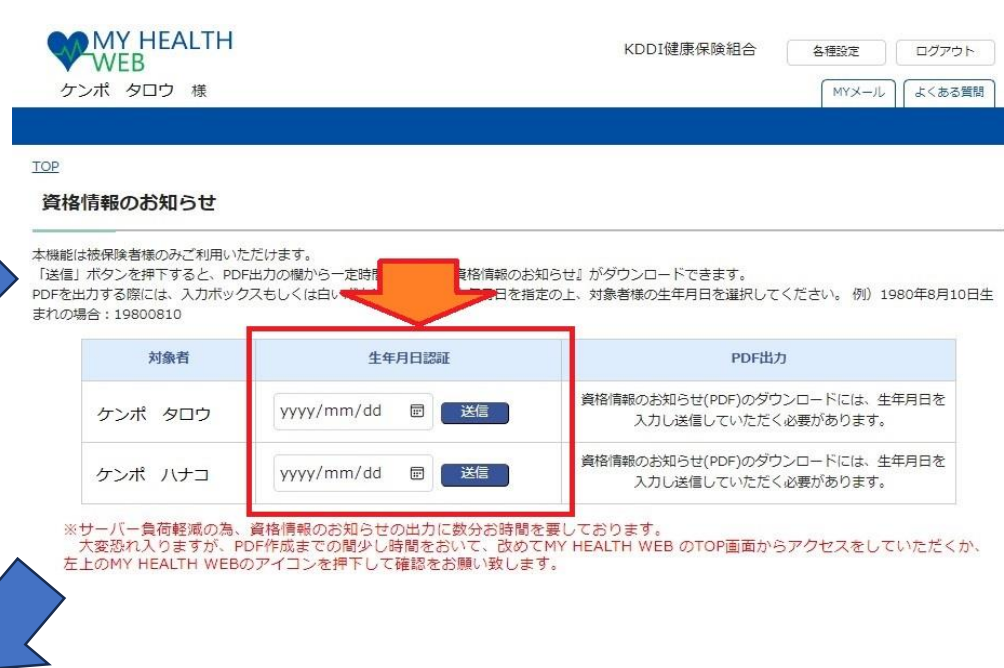 MY HEALTH
WEB
KDDI健康保険組合
各種設定
ログアウト
ケンポ タロウ 様
MYメール
よくある質問
TOP
資格情報のお知らせ
本機能は被保険者様のみご利用いただけます。
「送信」ボタンを押下すると、PDF出力の欄から一定時間 資格情報のお知らせ』がダウンロードできます。
PDFを出力する際には、入力ボックスもしくは白い 年月日を指定の上、対象者様の生年月日を選択してください。 例）1980年8月10日生
まれの場合：19800810
対象者 生年月日認証 PDF出力
ケンポ タロウ
yyyy/mm/dd 送信
資格情報のお知らせ(PDF)のダウンロードには、生年月日を
入力し送信していただく必要があります。
ケンポ ハナコ
yyyy/mm/dd 送信
資格情報のお知らせ(PDF)のダウンロードには、生年月日を
入力し送信していただく必要があります。
※サーバー負荷軽減の為、資格情報のお知らせの出力に数分お時間を要しております。
大変恐れ入りますが、PDF作成までの間少し時間をおいて、改めてMY HEALTH WEB のTOP画面からアクセスをしていただくか、
左上のMY HEALTH WEBのアイコンを押下して確認をお願い致します。